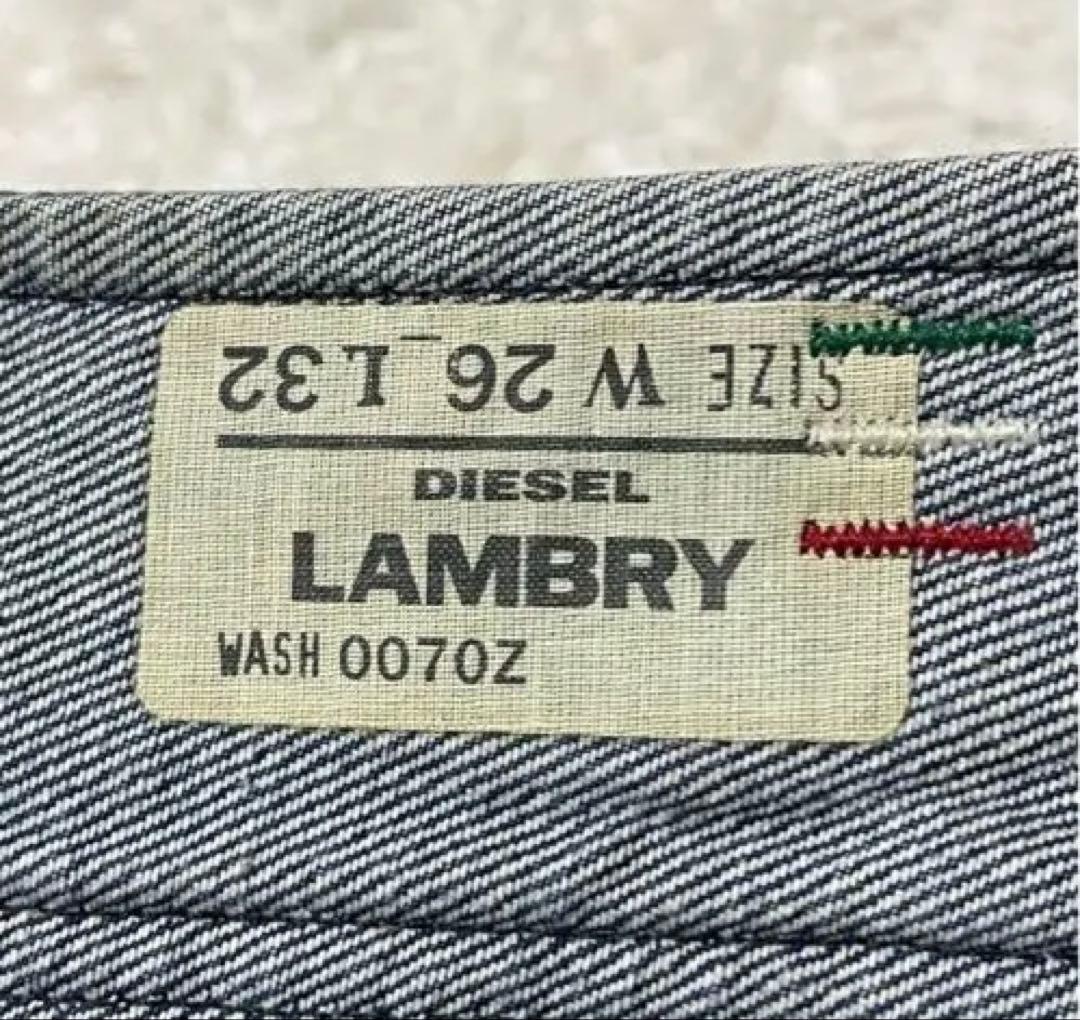 SIZE W 26 L 32
DIESEL
LAMBRY
WASH 0070Z